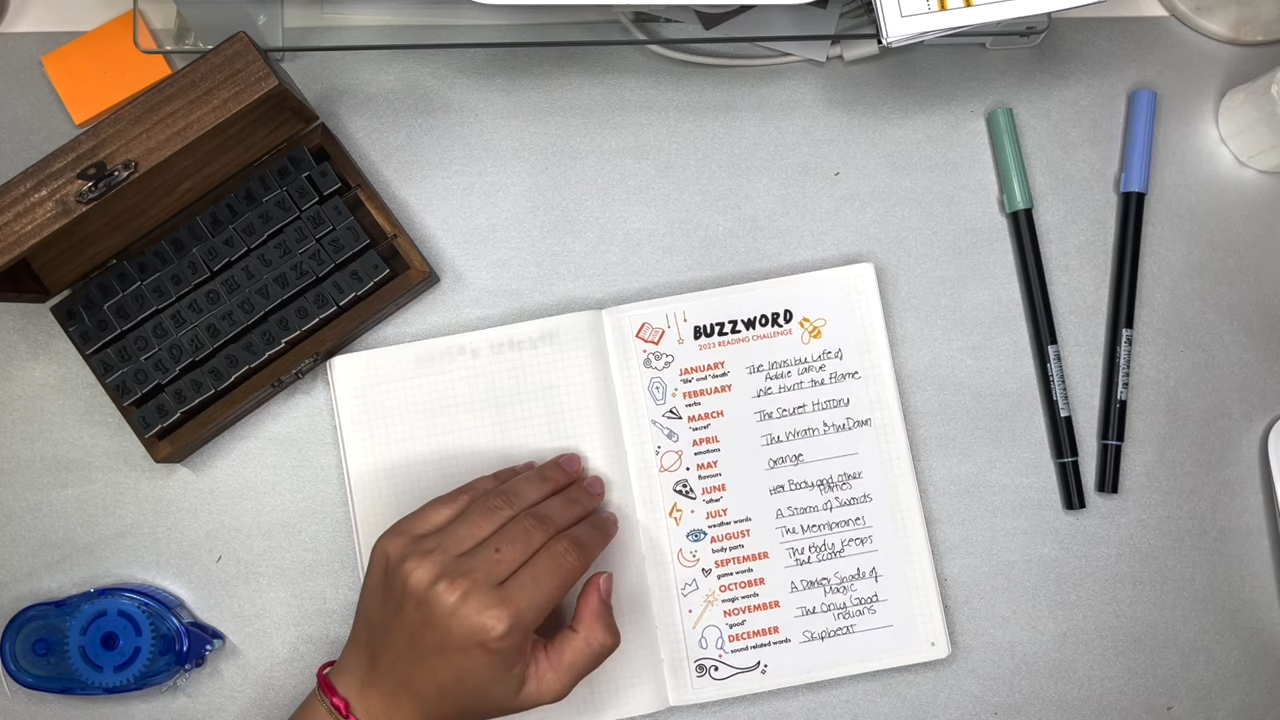 BUZZWORD
2023 READING CHALLENGE
JANUARY
"life" and "death"
The Invisible Life of
Addie Larue
FEBRUARY
verbs
We Hunt the Flame
MARCH
"secret"
The Secret History
APRIL
emotions
The Wrath & the Dawn
MAY
flavours
Orange
JUNE
"other"
Her Body and other
Parties
JULY
weather words
A Storm of Swords
AUGUST
body parts
The Membranes
SEPTEMBER
game words
The Body Keeps
the score
OCTOBER
magic words
A Darker Shade of
Magic
NOVEMBER
"good"
The Only Good
Indians
DECEMBER
sound related words
Skipbeat